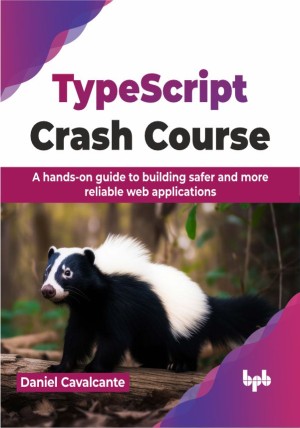 TypeScript
Crash Course
A hands-on guide to building safer and more
reliable web applications
Daniel Cavalcante
bpb